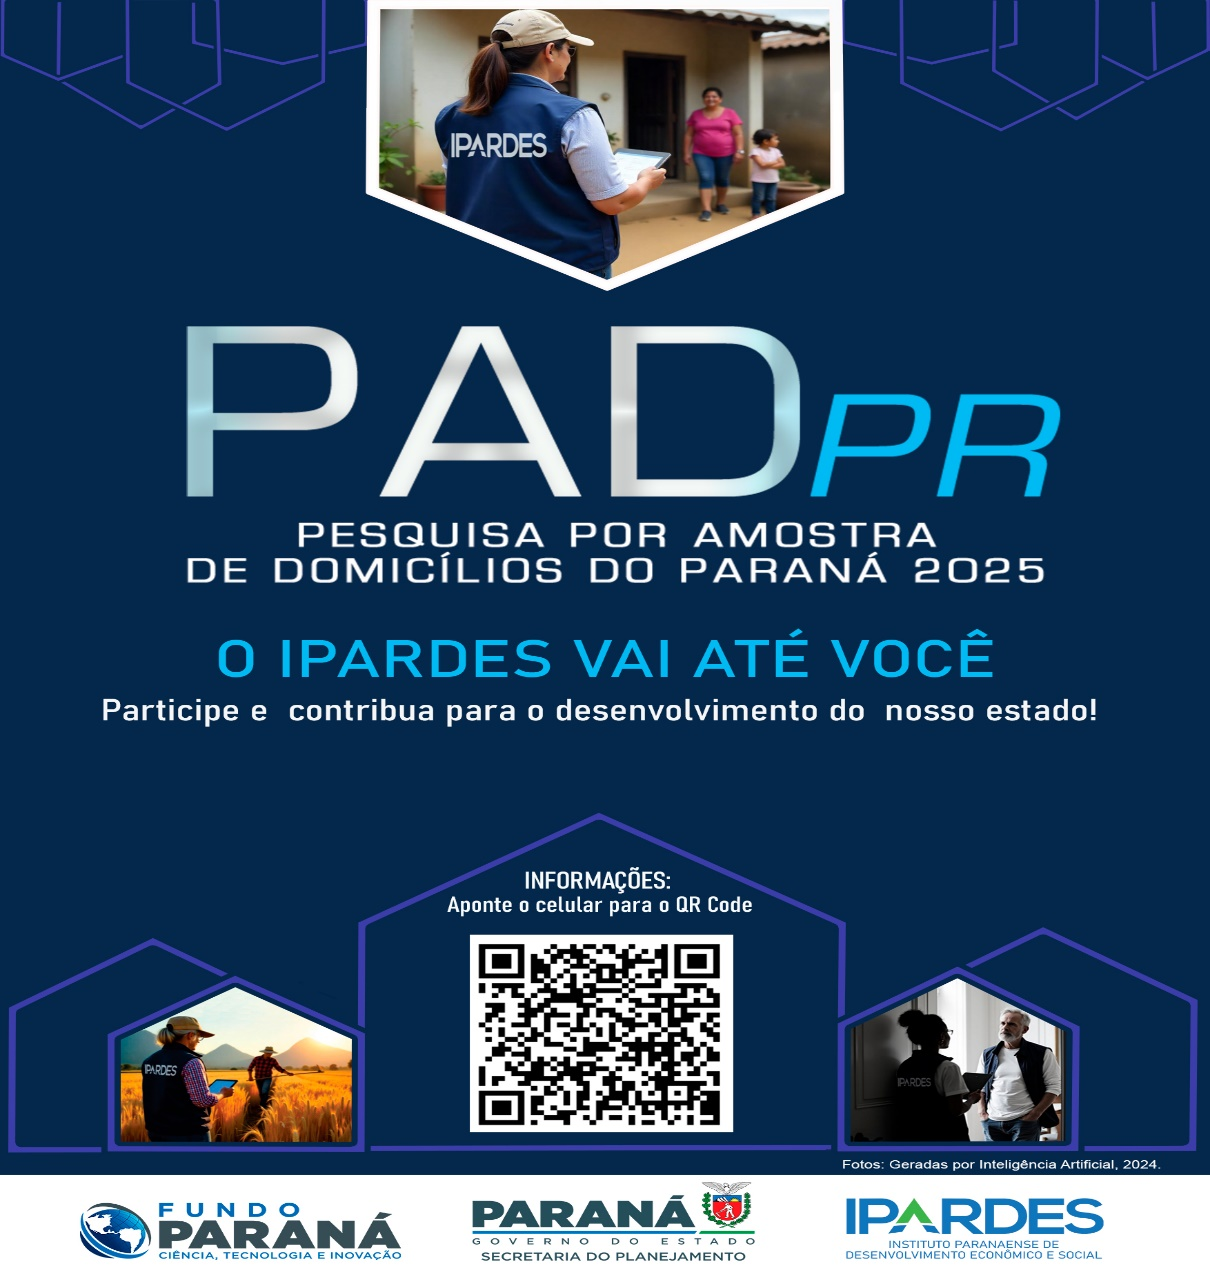 IPARDES
PADPR
PESQUISA POR AMOSTRA
DE DOMICÍLIOS DO PARANÁ 2025
O IPARDES VAI ATÉ VOCÊ
Participe e contribua para o desenvolvimento do nosso estado!
INFORMAÇÕES:
Aponte o celular para o QR Code
IPARDES
IPARDES
Fotos: Geradas por Inteligência Artificial, 2024.
FUNDO
PARANÁ
CIÊNCIA, TECNOLOGIA E INOVAÇÃO
PARANÁ
GOVERNO DO ESTADO
SECRETARIA DO PLANEJAMENTO
IPARDES
INSTITUTO PARANAENSE DE
DESENVOLVIMENTO ECONÔMICO E SOCIAL